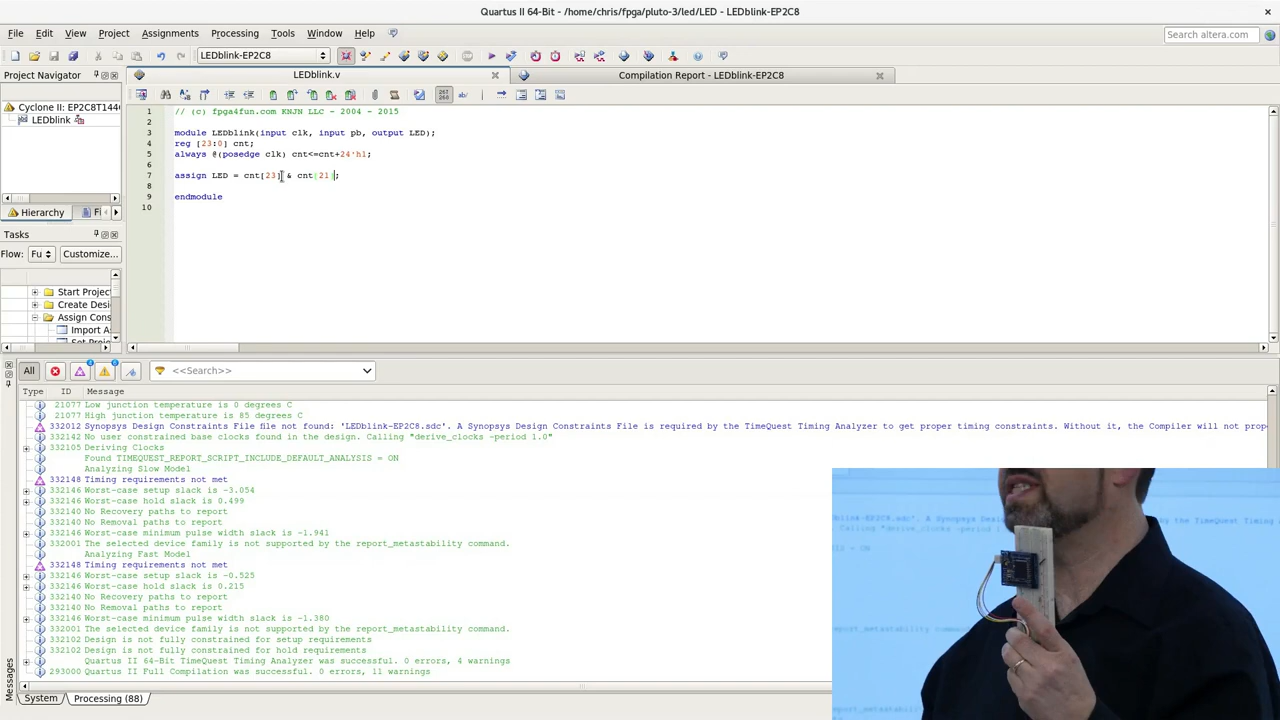 Quartus II 64-Bit - /home/chris/fpga/pluto-3/led/LED - LEDblink-EP2C8
File Edit View Project Assignments Processing Tools Window Help
Search altera.com
LEDblink-EP2C8
Project Navigator
LEDblink.v
Compilation Report - LEDblink-EP2C8
Cyclone II: EP2C8T144
LEDblink
Hierarchy
Tasks
Flow: Fu Customize...
Start Projec
Create Desi
Assign Cons
Import As
1 // (c) fpga4fun.com KNJN LLC - 2004 - 2015
2
3 module LEDblink(input clk, input pb, output LED);
4 reg [23:0] cnt;
5 always @(posedge clk) cnt<=cnt+24'h1;
6
7 assign LED = cnt[23] & cnt[21];
8
9 endmodule
10
All <<Search>>
Type ID Message
21077 Low junction temperature is 0 degrees C
21077 High junction temperature is 85 degrees C
332012 Synopsys Design Constraints File file not found: 'LEDblink-EP2C8.sdc'. A Synopsys Design Constraints File is required by the TimeQuest Timing Analyzer to get proper timing constraints. Without it, the Compiler will not prop
332142 No user constrained base clocks found in the design. Calling "derive_clocks -period 1.0"
332105 Deriving Clocks
Found TIMEQUEST_REPORT_SCRIPT_INCLUDE_DEFAULT_ANALYSIS = ON
Analyzing Slow Model
332148 Timing requirements not met
332146 Worst-case setup slack is -3.054
332146 Worst-case hold slack is 0.499
332140 No Recovery paths to report
332140 No Removal paths to report
332146 Worst-case minimum pulse width slack is -1.941
332001 The selected device family is not supported by the report_metastability command.
Analyzing Fast Model
332148 Timing requirements not met
332146 Worst-case setup slack is -0.525
332146 Worst-case hold slack is 0.215
332140 No Recovery paths to report
332140 No Removal paths to report
332146 Worst-case minimum pulse width slack is -1.380
332001 The selected device family is not supported by the report_metastability command.
332102 Design is not fully constrained for setup requirements
332102 Design is not fully constrained for hold requirements
Quartus II 64-Bit TimeQuest Timing Analyzer was successful. 0 errors, 4 warnings
293000 Quartus II Full Compilation was successful. 0 errors, 11 warnings
Messages
System Processing (88)